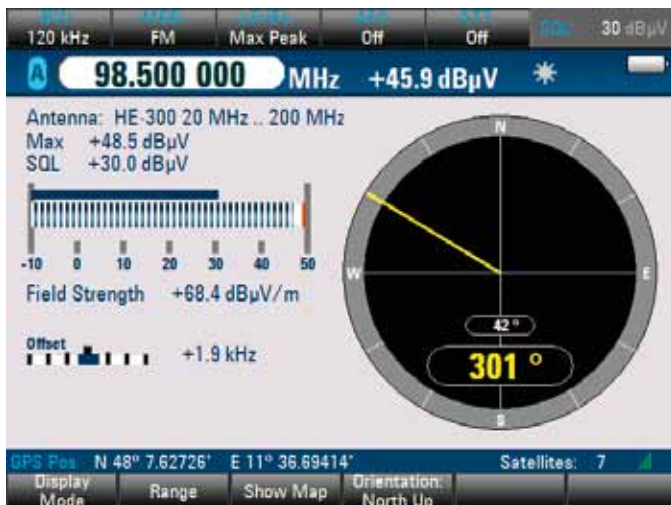 120 kHz FM Max Peak Off Off SQL 30 dBµV
A 98.500 000 MHz +45.9 dBµV
Antenna: HE-300 20 MHz .. 200 MHz
Max +48.5 dBµV
SQL +30.0 dBµV
-10 0 10 20 30 40 50
Field Strength +68.4 dBµV/m
Offset +1.9 kHz
N
W
E
S
42 °
301 °
GPS Pos N 48° 7.62726' E 11° 36.69414' Satellites: 7
Display Mode Range Show Map Orientation: North Up